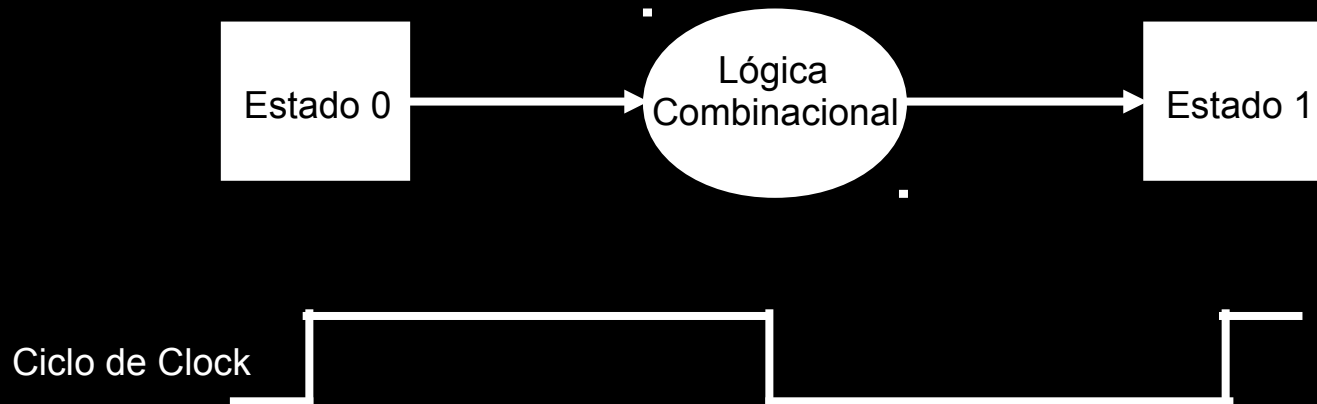 Estado 0
Lógica
Combinacional
Estado 1
Ciclo de Clock